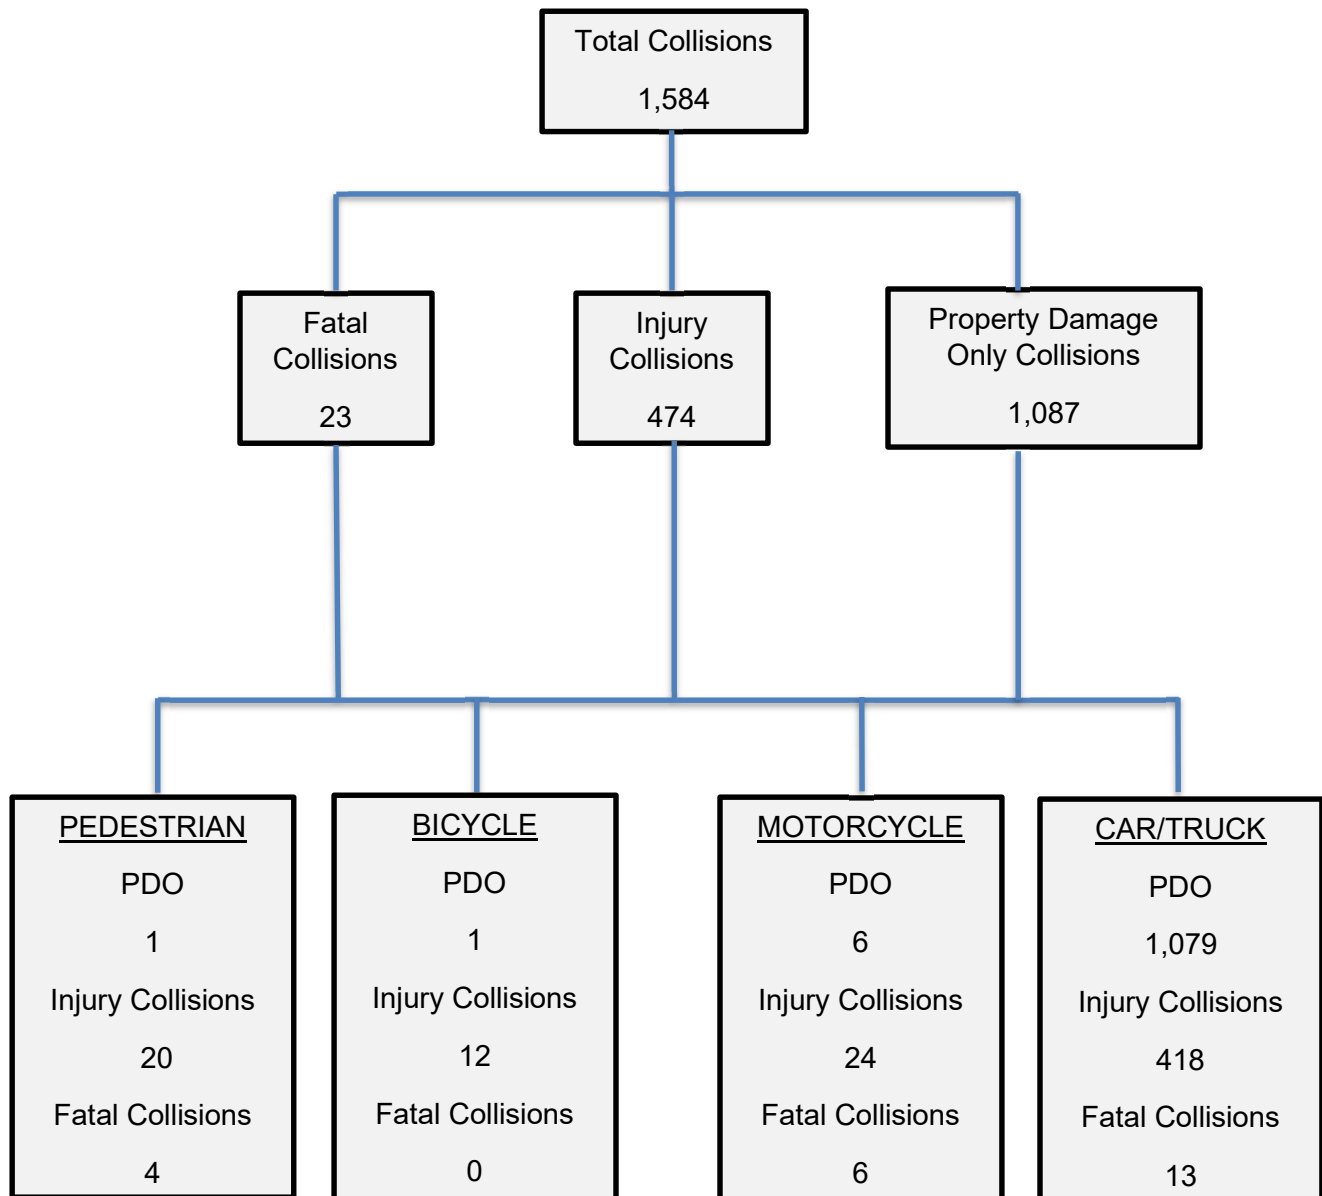 Total Collisions
1,584
Fatal
Collisions
23
Injury
Collisions
474
Property Damage
Only Collisions
1,087
PEDESTRIAN
PDO
1
Injury Collisions
20
Fatal Collisions
4
BICYCLE
PDO
1
Injury Collisions
12
Fatal Collisions
0
MOTORCYCLE
PDO
6
Injury Collisions
24
Fatal Collisions
6
CAR/TRUCK
PDO
1,079
Injury Collisions
418
Fatal Collisions
13